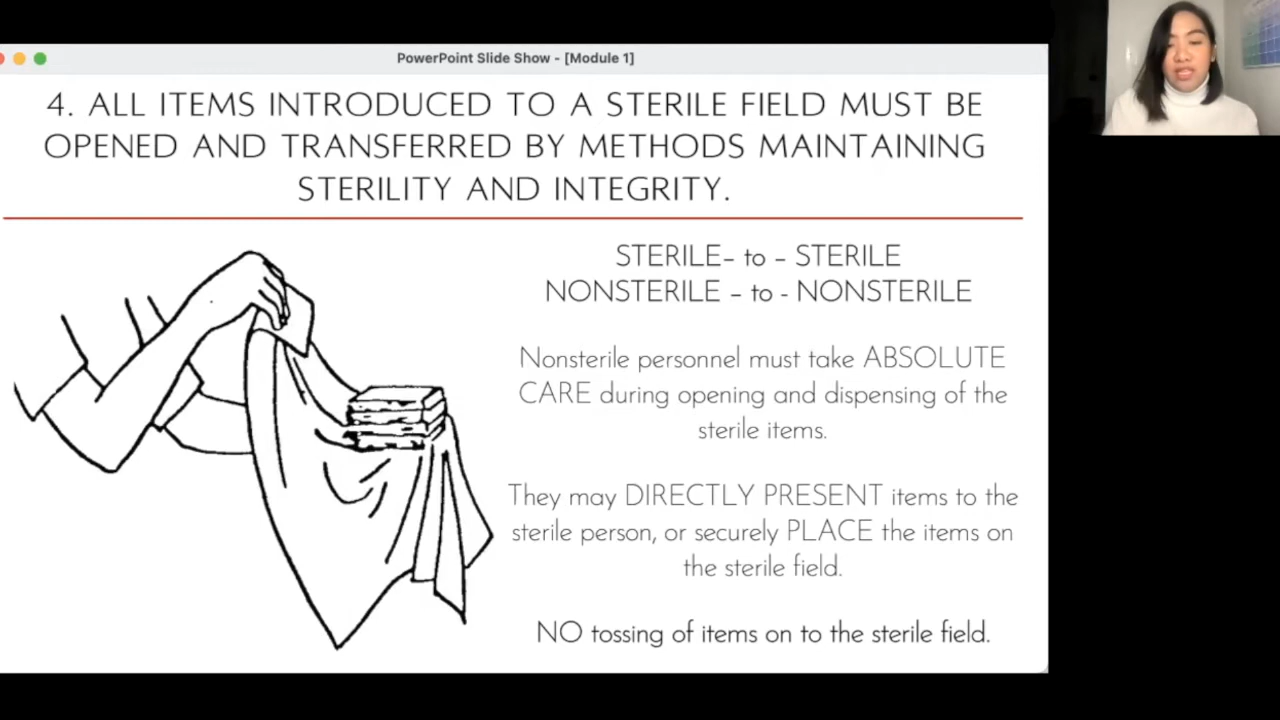 PowerPoint Slide Show - [Module 1]
4. ALL ITEMS INTRODUCED TO A STERILE FIELD MUST BE
OPENED AND TRANSFERRED BY METHODS MAINTAINING
STERILITY AND INTEGRITY.
STERILE– to – STERILE
NONSTERILE – to - NONSTERILE
Nonsterile personnel must take ABSOLUTE
CARE during opening and dispensing of the
sterile items.
They may DIRECTLY PRESENT items to the
sterile person, or securely PLACE the items on
the sterile field.
NO tossing of items on to the sterile field.